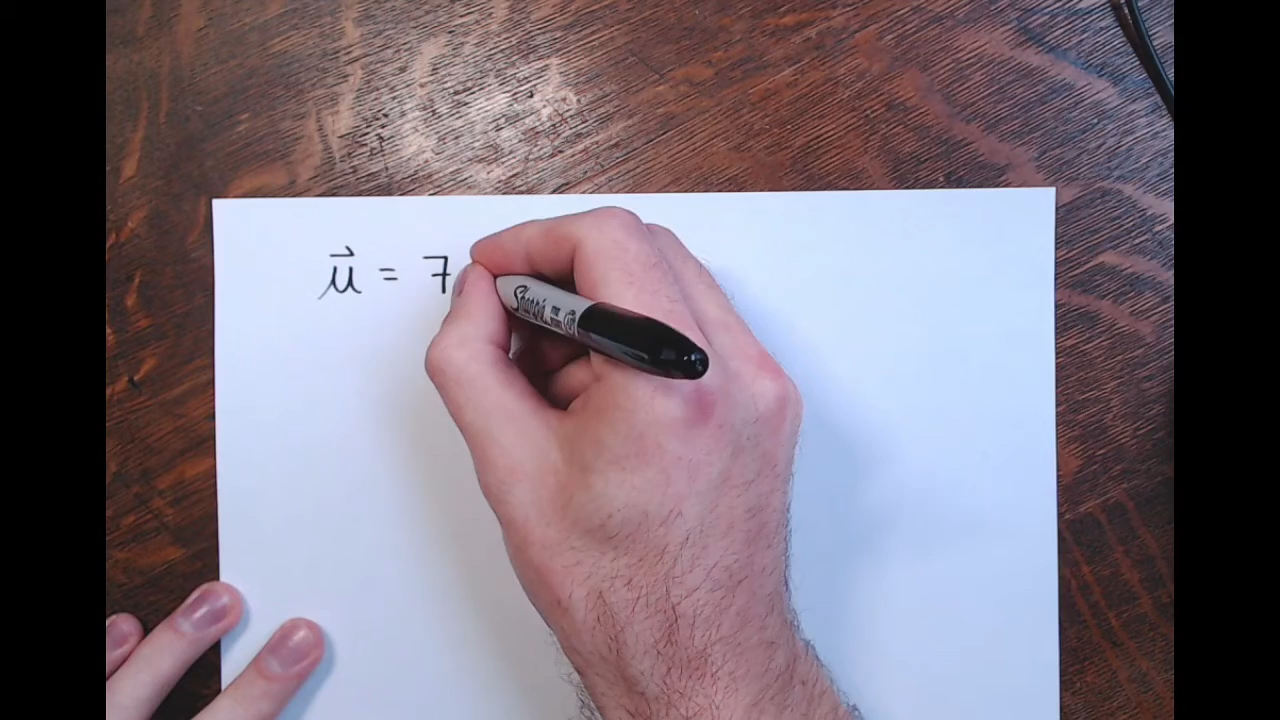 μ⃗ = 7
Sharpie